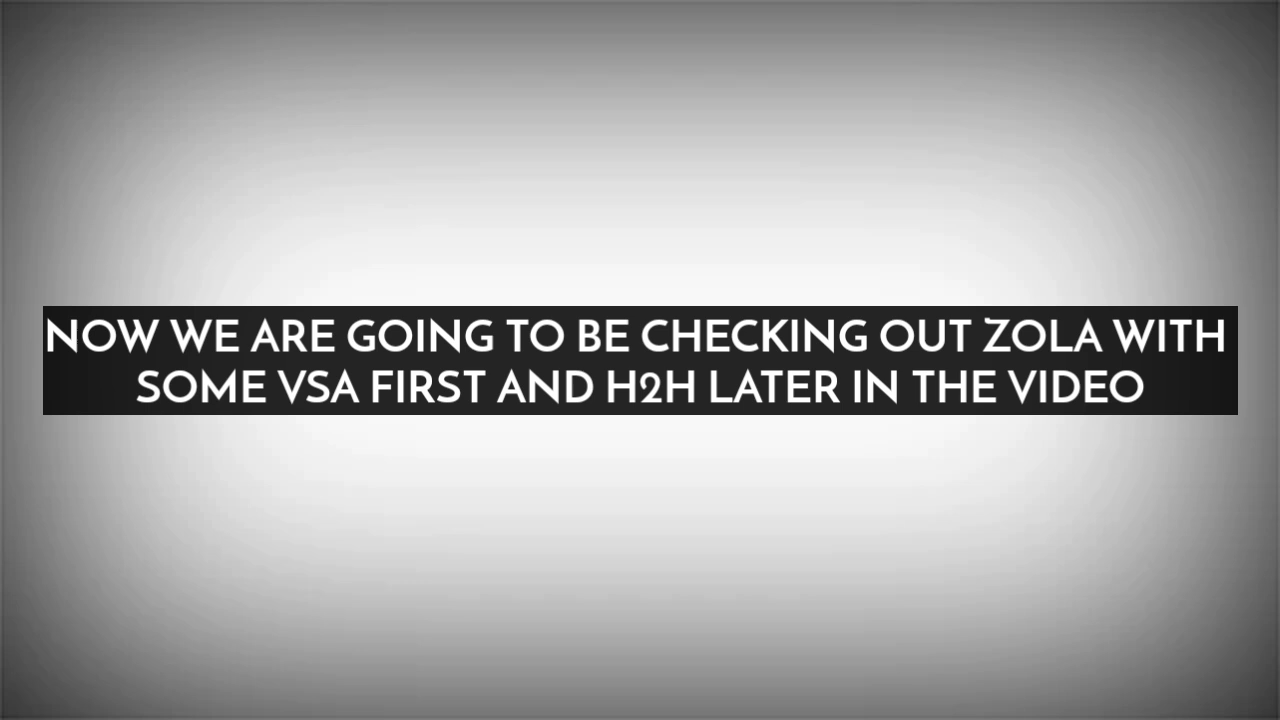 NOW WE ARE GOING TO BE CHECKING OUT ZOLA WITH
SOME VSA FIRST AND H2H LATER IN THE VIDEO